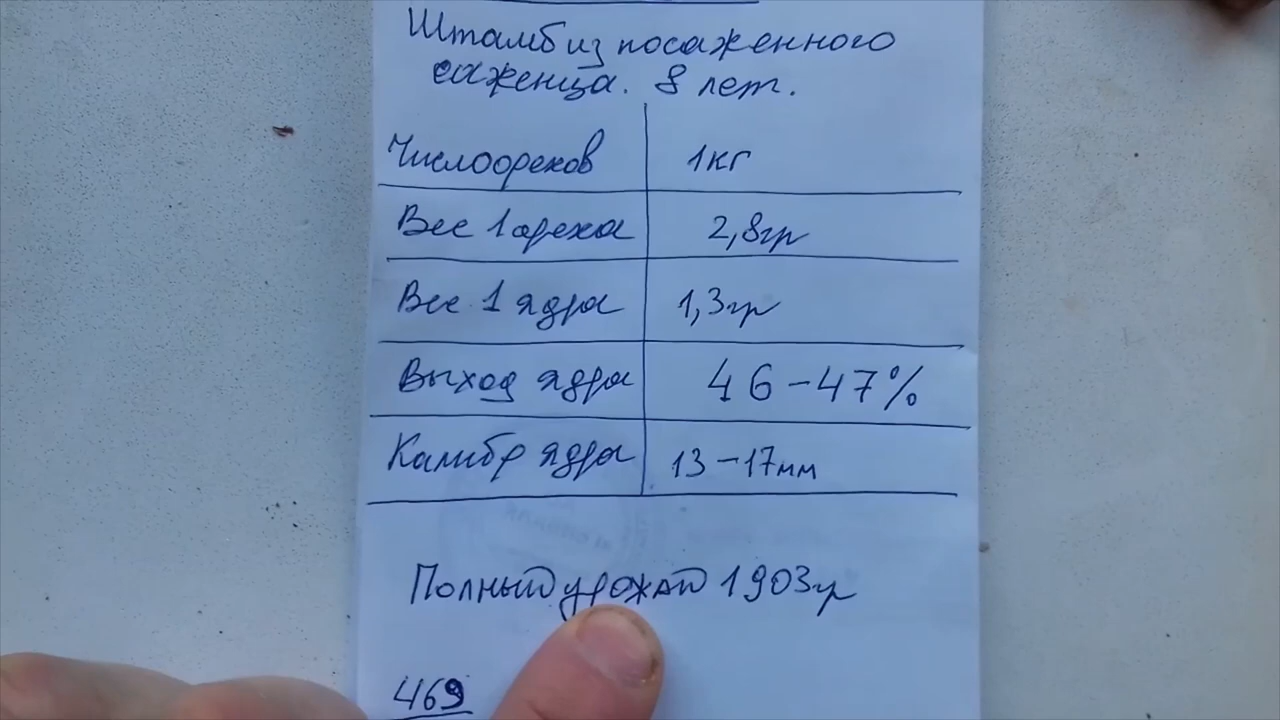 Штамб из посаженного
саженца. 8 лет.
Число орехов 1кг
Вес 1 ореха 2,8гр
Вес 1 ядра 1,3гр
Выход ядра 46-47%
Калибр ядра 13-17мм
Полный урожай 1903гр
469